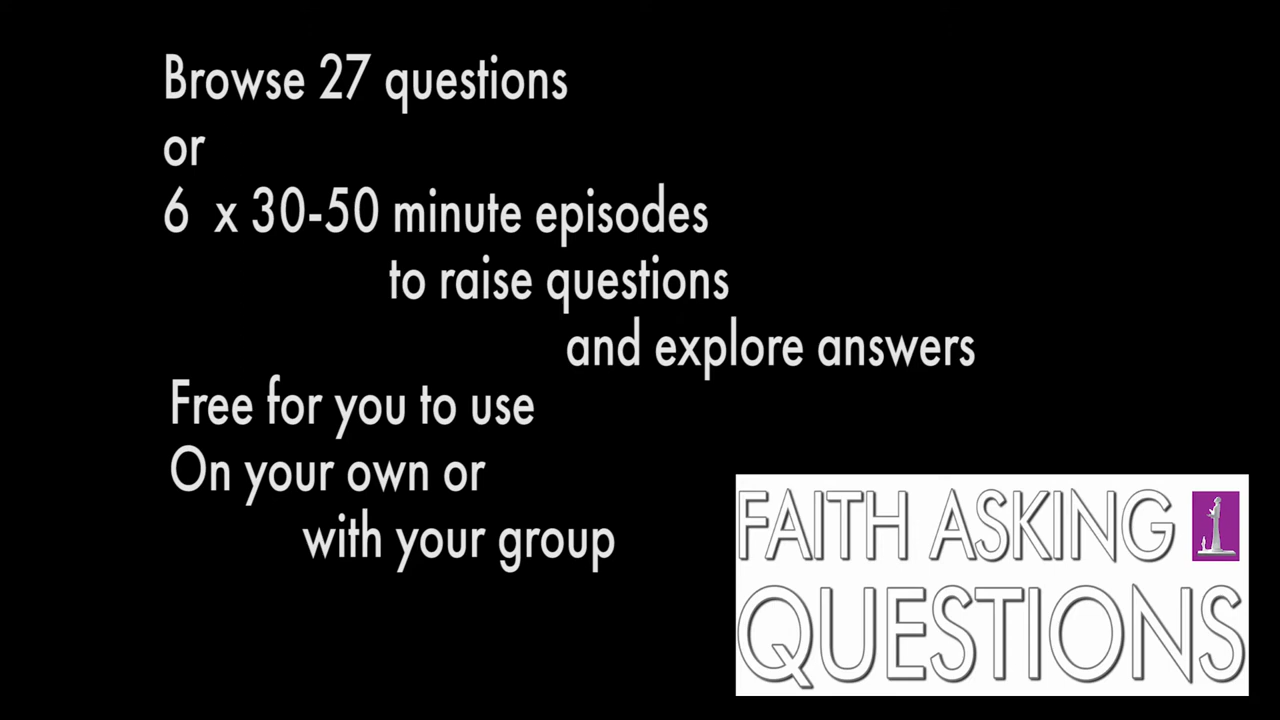 Browse 27 questions
or
6 x 30-50 minute episodes
to raise questions
and explore answers
Free for you to use
On your own or
with your group
FAITH ASKING
QUESTIONS